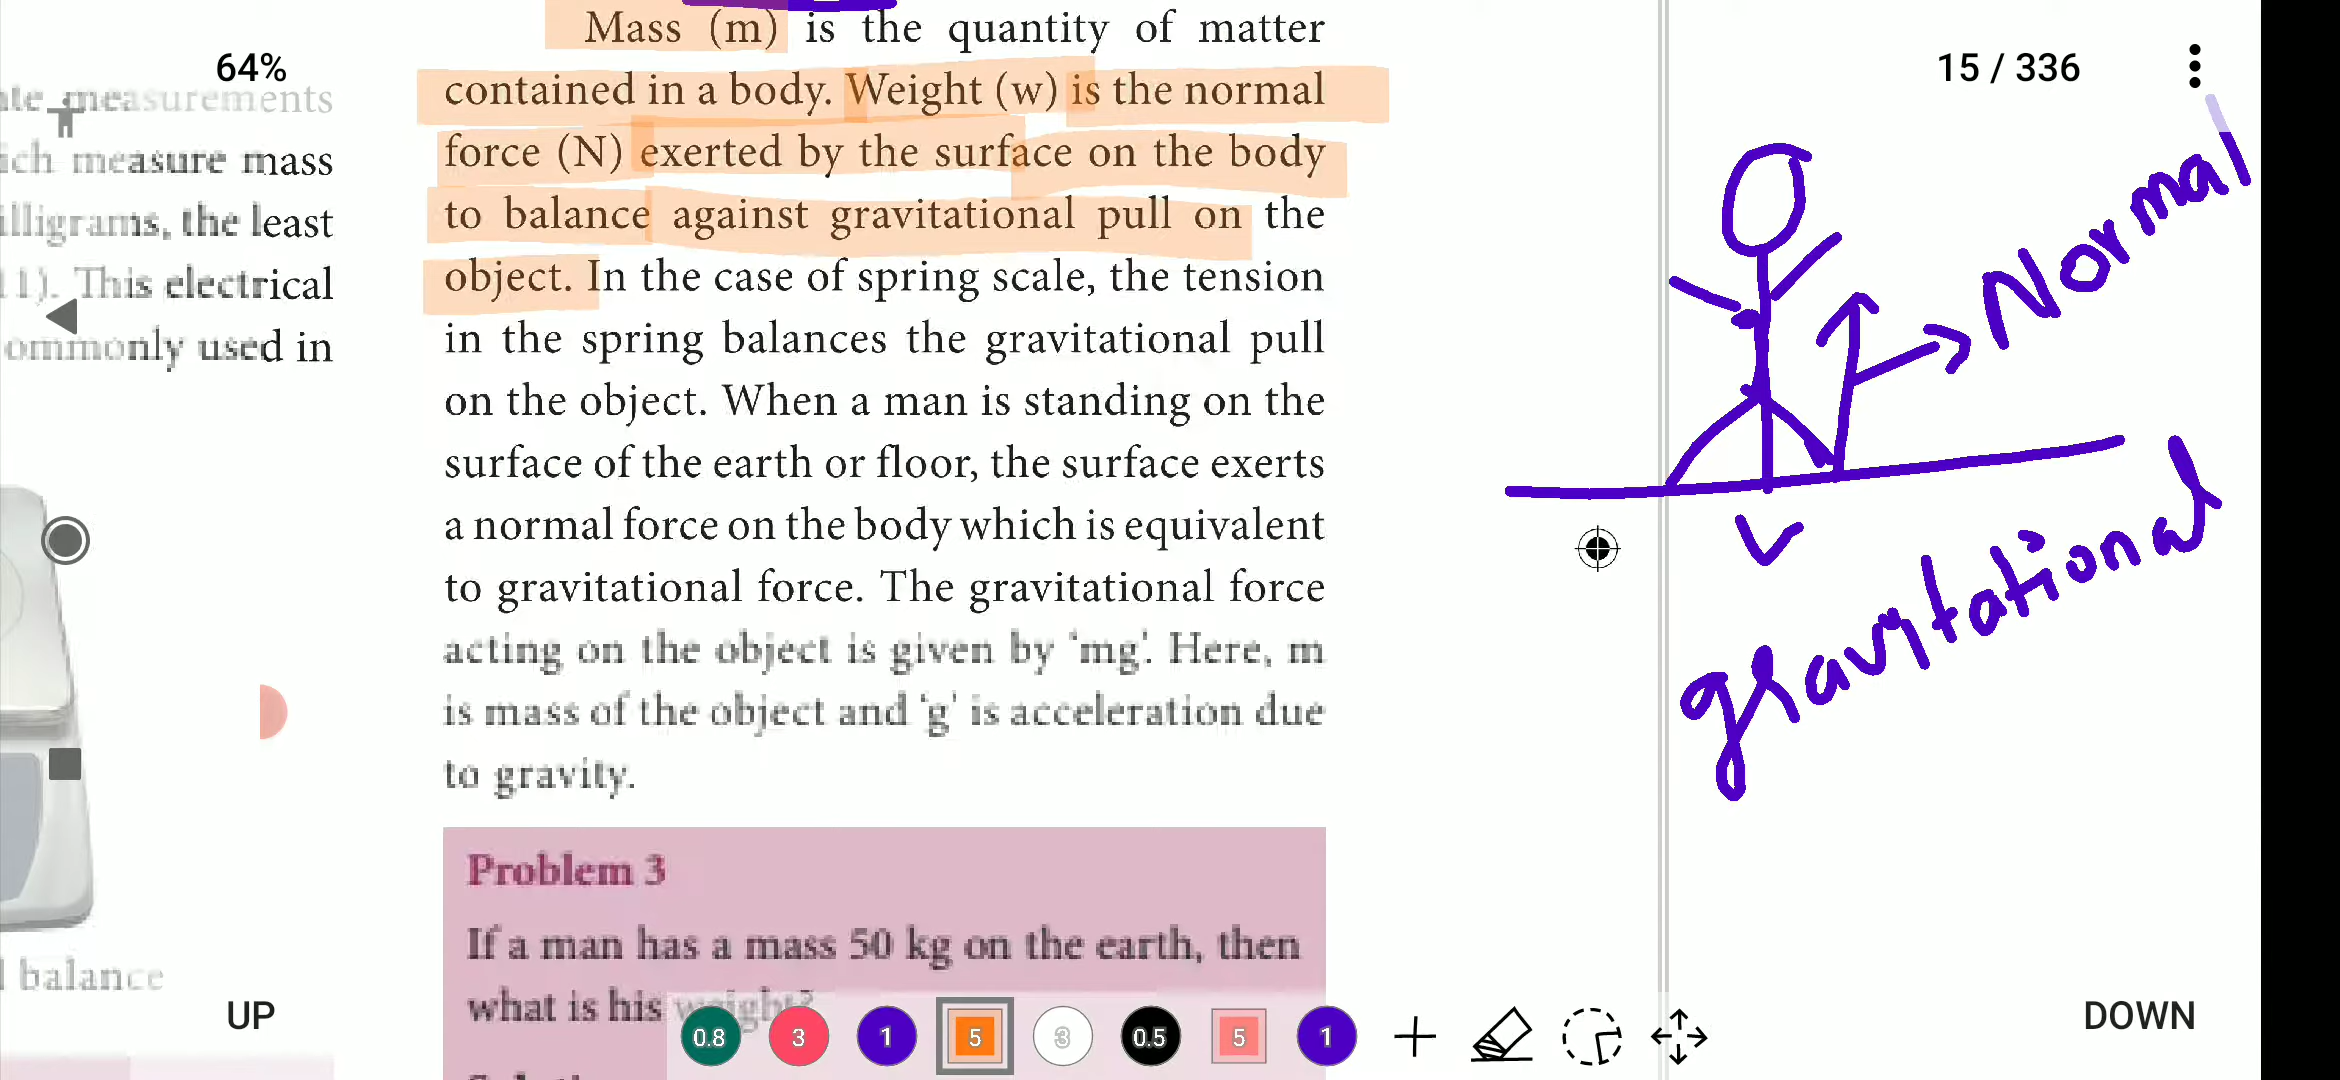 64%
15 / 336
ate measurements
ich measure mass
illigrams, the least
11). This electrical
ommonly used in
l balance
Mass (m) is the quantity of matter
contained in a body. Weight (w) is the normal
force (N) exerted by the surface on the body
to balance against gravitational pull on the
object. In the case of spring scale, the tension
in the spring balances the gravitational pull
on the object. When a man is standing on the
surface of the earth or floor, the surface exerts
a normal force on the body which is equivalent
to gravitational force. The gravitational force
acting on the object is given by ‘mg’. Here, m
is mass of the object and ‘g’ is acceleration due
to gravity.
Problem 3
If a man has a mass 50 kg on the earth, then
what is his weight?
Normal
gravitational
UP
0.8 3 1 5 3 0.5 5 1
DOWN